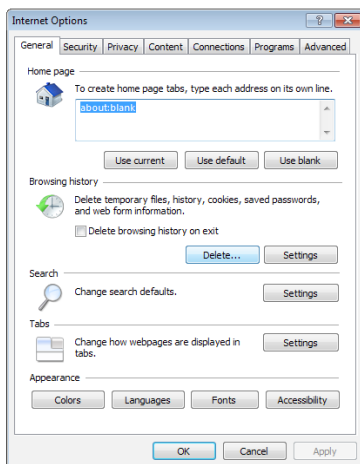 Internet Options
General Security Privacy Content Connections Programs Advanced
Home page
To create home page tabs, type each address on its own line.
about:blank
Use current Use default Use blank
Browsing history
Delete temporary files, history, cookies, saved passwords,
and web form information.
Delete browsing history on exit
Delete... Settings
Search
Change search defaults. Settings
Tabs
Change how webpages are displayed in
tabs.
Settings
Appearance
Colors Languages Fonts Accessibility
OK Cancel Apply